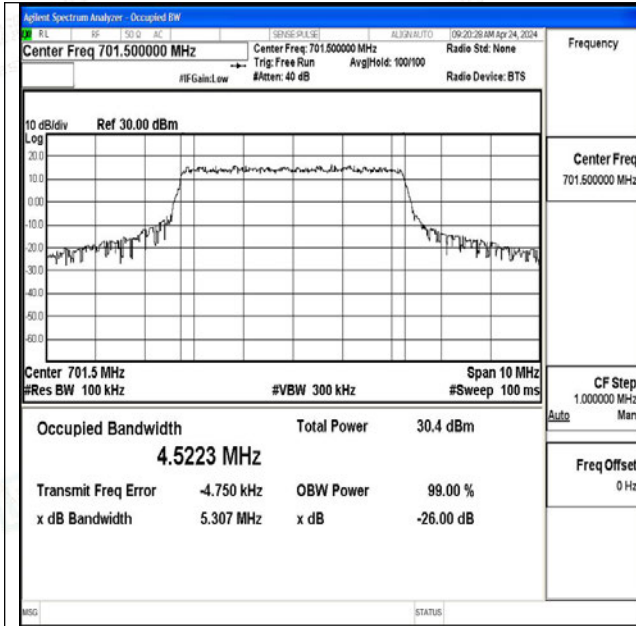 Agilent Spectrum Analyzer - Occupied BW
RL RF 50 Ω AC SENSE:PULSE ALIGNAUTO 09:20:28 AM Apr 24, 2024
Center Freq 701.500000 MHz
Center Freq: 701.500000 MHz
Radio Std: None
Trig: Free Run Avg|Hold: 100/100
#IFGain:Low #Atten: 40 dB Radio Device: BTS
10 dB/div Ref 30.00 dBm
Log
20.0
10.0
0.00
-10.0
-20.0
-30.0
-40.0
-50.0
-60.0
Center 701.5 MHz Span 10 MHz
#Res BW 100 kHz #VBW 300 kHz #Sweep 100 ms
Occupied Bandwidth Total Power 30.4 dBm
4.5223 MHz
Transmit Freq Error -4.750 kHz OBW Power 99.00 %
x dB Bandwidth 5.307 MHz x dB -26.00 dB
MSG STATUS
Frequency
Center Freq
701.500000 MHz
CF Step
1.000000 MHz
Auto Man
Freq Offset
0 Hz